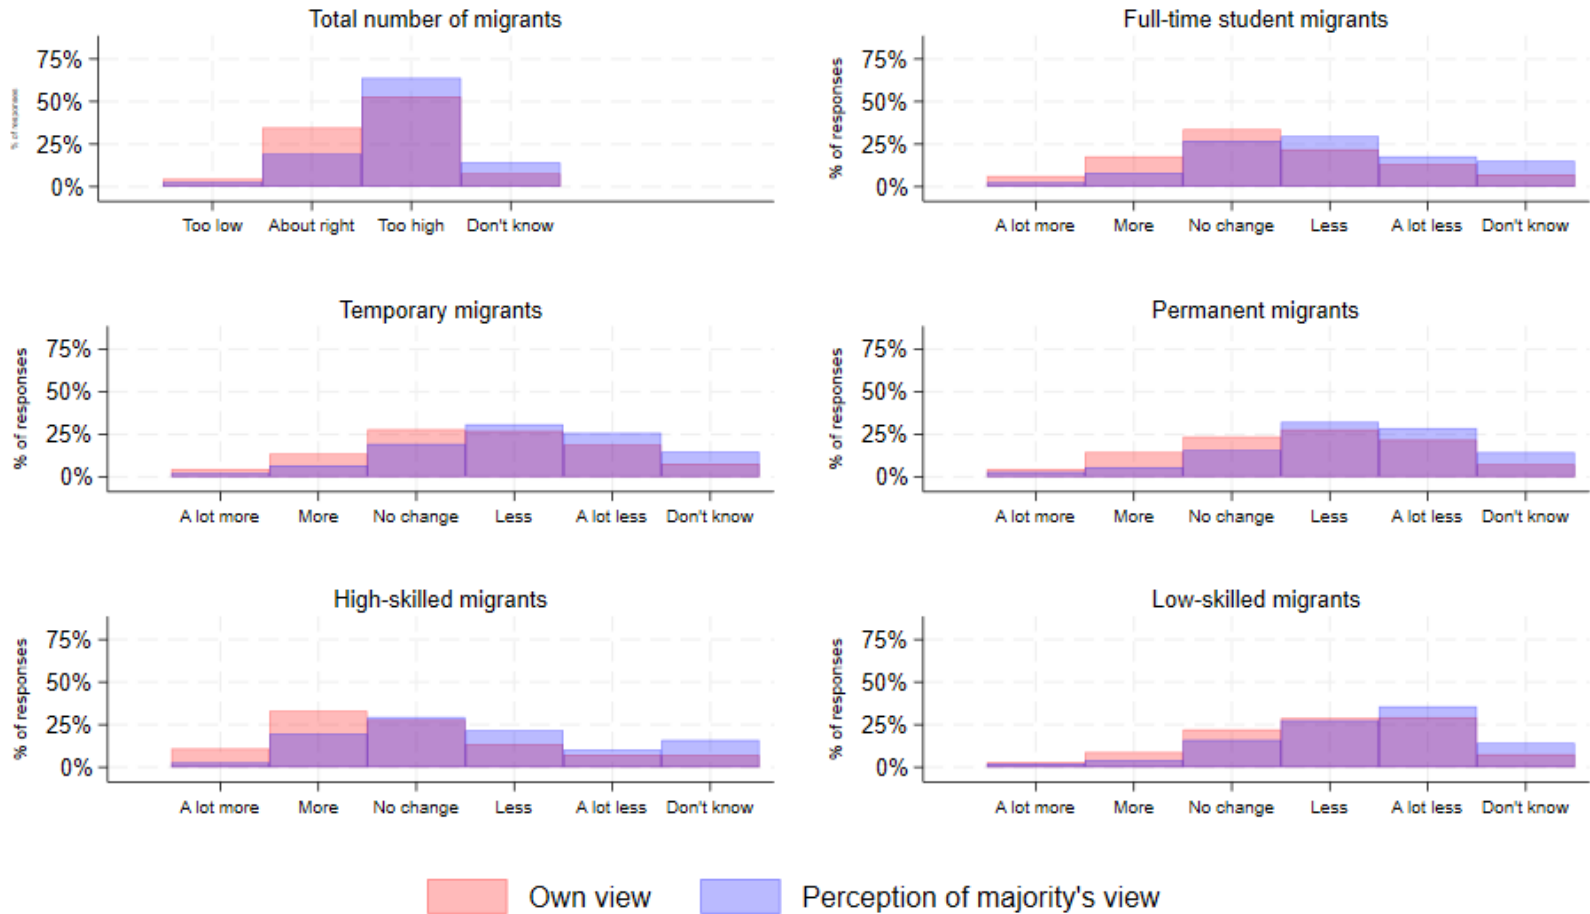 Total number of migrants
% of responses
75%
50%
25%
0%
Too low About right Too high Don't know
Full-time student migrants
% of responses
75%
50%
25%
0%
A lot more More No change Less A lot less Don't know
Temporary migrants
% of responses
75%
50%
25%
0%
A lot more More No change Less A lot less Don't know
Permanent migrants
% of responses
75%
50%
25%
0%
A lot more More No change Less A lot less Don't know
High-skilled migrants
% of responses
75%
50%
25%
0%
A lot more More No change Less A lot less Don't know
Low-skilled migrants
% of responses
75%
50%
25%
0%
A lot more More No change Less A lot less Don't know
Own view Perception of majority's view